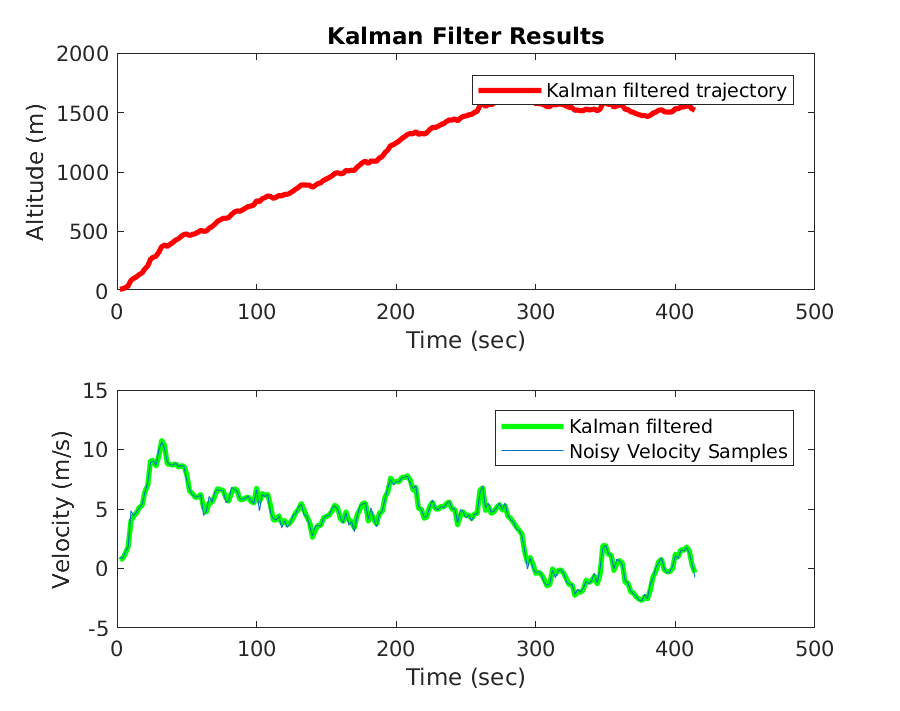 Kalman Filter Results
2000
1500
1000
500
0
Altitude (m)
Kalman filtered trajectory
0 100 200 300 400 500
Time (sec)
15
10
5
0
-5
Velocity (m/s)
Kalman filtered
Noisy Velocity Samples
0 100 200 300 400 500
Time (sec)